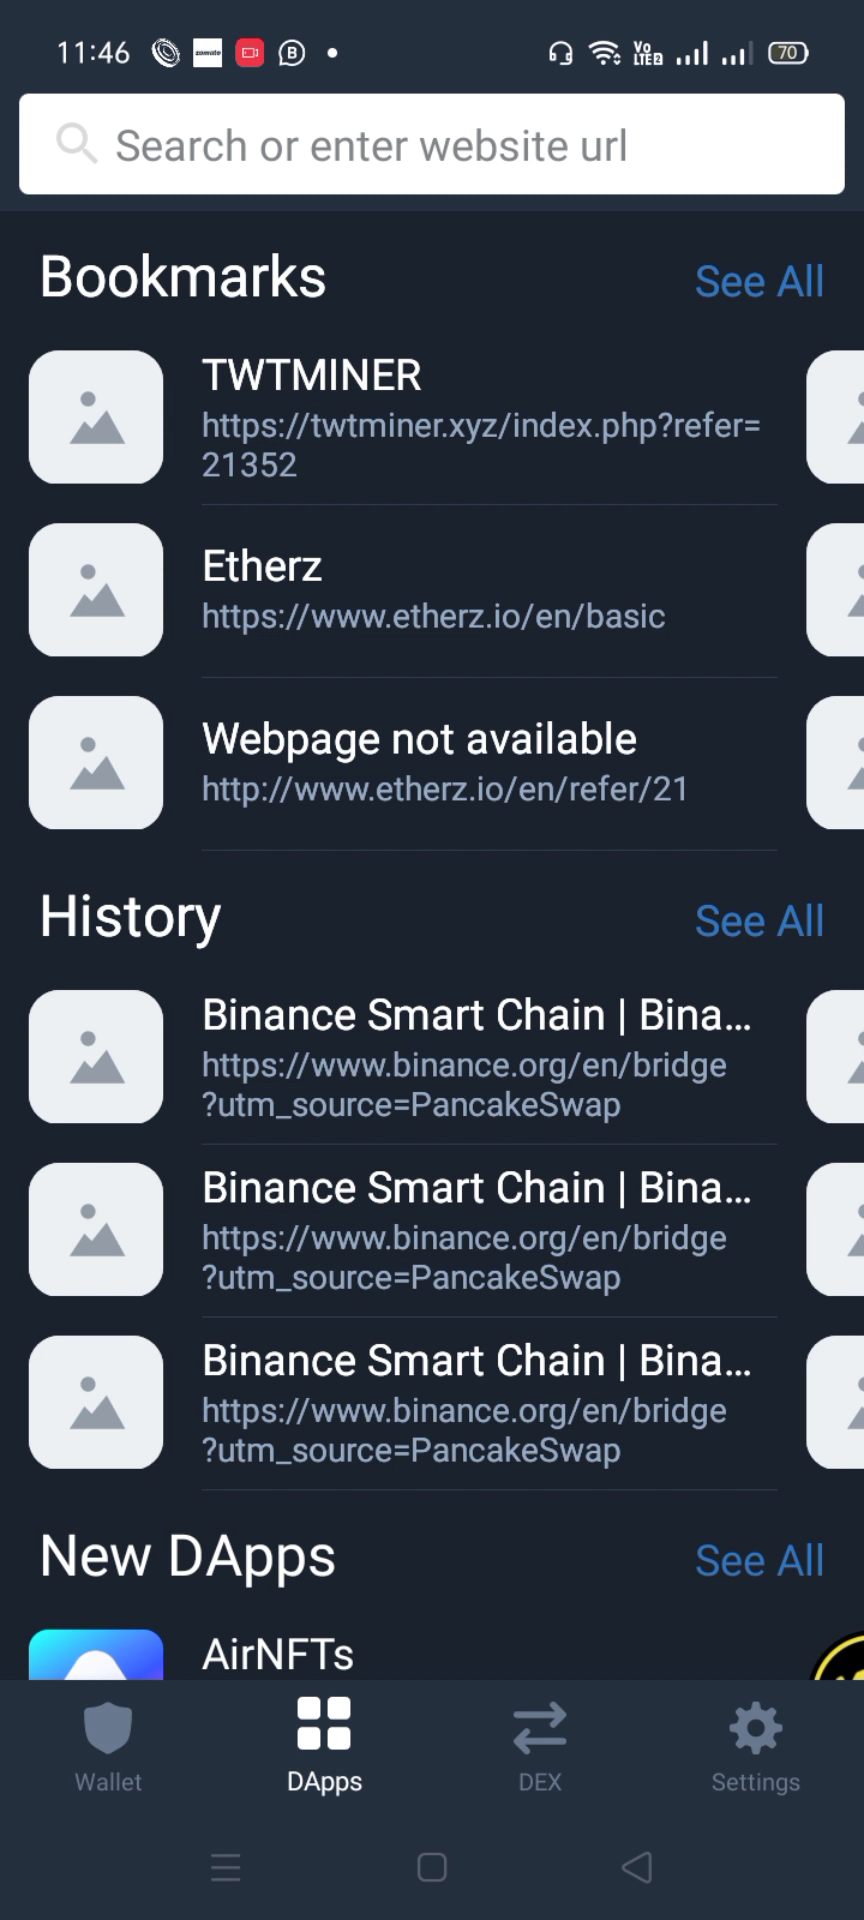 11:46 zomato B Vo LTE2 70
Search or enter website url
Bookmarks See All
TWTMINER
https://twtminer.xyz/index.php?refer=
21352
Etherz
https://www.etherz.io/en/basic
Webpage not available
http://www.etherz.io/en/refer/21
History See All
Binance Smart Chain | Bina...
https://www.binance.org/en/bridge
?utm_source=PancakeSwap
Binance Smart Chain | Bina...
https://www.binance.org/en/bridge
?utm_source=PancakeSwap
Binance Smart Chain | Bina...
https://www.binance.org/en/bridge
?utm_source=PancakeSwap
New DApps See All
AirNFTs
Wallet DApps DEX Settings